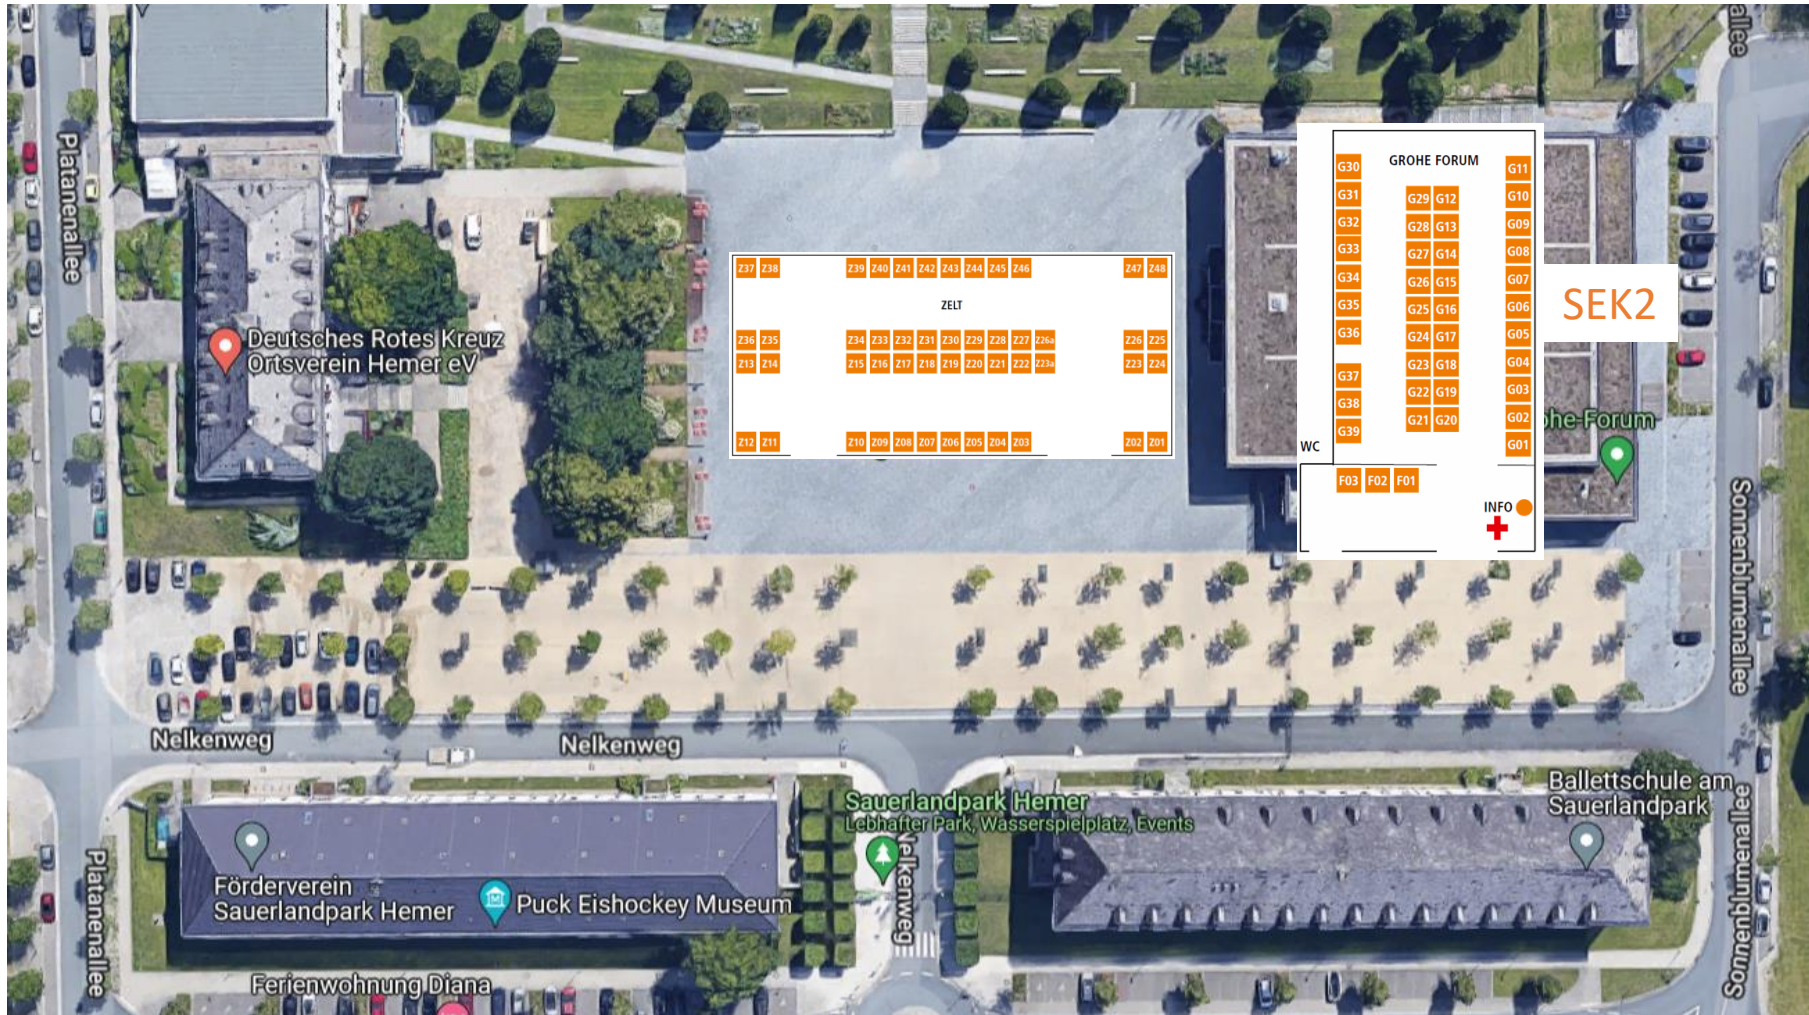 allee
Platanenallee
GROHE FORUM
G30
G11
G31
G10
G29 G12
G32
G09
G28 G13
G33
G08
G27 G14
G34
G07
G26 G15
G35
G06
G25 G16
G36
G05
G24 G17
G04
G23 G18
G37
G03
G22 G19
G38
G02
G21 G20
G39
G01
WC
F03 F02 F01
INFO
SEK2
ohe-Forum
Z37 Z38 Z39 Z40 Z41 Z42 Z43 Z44 Z45 Z46 Z47 Z48
ZELT
Z36 Z35 Z34 Z33 Z32 Z31 Z30 Z29 Z28 Z27 Z26a Z26 Z25
Z13 Z14 Z15 Z16 Z17 Z18 Z19 Z20 Z21 Z22 Z23a Z23 Z24
Z12 Z11 Z10 Z09 Z08 Z07 Z06 Z05 Z04 Z03 Z02 Z01
Deutsches Rotes Kreuz
Ortsverein Hemer eV
Sonnenblumenallee
Nelkenweg
Nelkenweg
Sauerlandpark Hemer
Lebhafter Park, Wasserspielplatz, Events
Nelkenweg
Ballettschule am
Sauerlandpark
Sonnenblumenallee
Platanenallee
Förderverein
Sauerlandpark Hemer
Puck Eishockey Museum
Ferienwohnung Diana